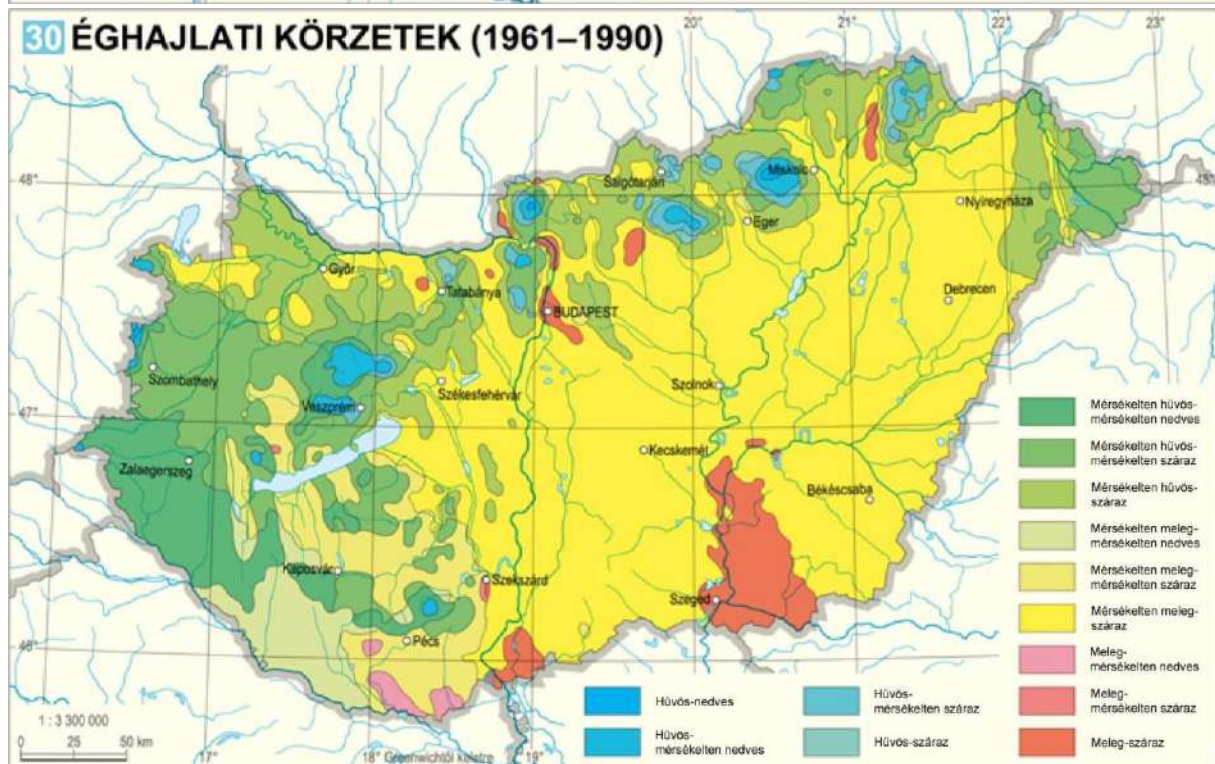 30 ÉGHAJLATI KÖRZETEK (1961–1990)
20°
21°
22°
23°
48°
48°
Salgótarján
Miskolc
Nyíregyháza
Eger
Győr
Tatabánya
BUDAPEST
Debrecen
Szombathely
Székesfehérvár
Szolnok
Veszprém
47°
47°
Zalaegerszeg
Kecskemét
Békéscsaba
Kaposvár
Szekszárd
Szeged
Pécs
48°
Mérsékelten hűvös-
mérsékelten nedves
Mérsékelten hűvös-
mérsékelten száraz
Mérsékelten hűvös-
száraz
Mérsékelten meleg-
mérsékelten nedves
Mérsékelten meleg-
mérsékelten száraz
Mérsékelten meleg-
száraz
Meleg-
mérsékelten nedves
Meleg-
mérsékelten száraz
Meleg-száraz
Hűvös-nedves
Hűvös-
mérsékelten nedves
Hűvös-
mérsékelten száraz
Hűvös-száraz
1 : 3 300 000
0 25 50 km
17°
18° Greenwichtől keletre
19°